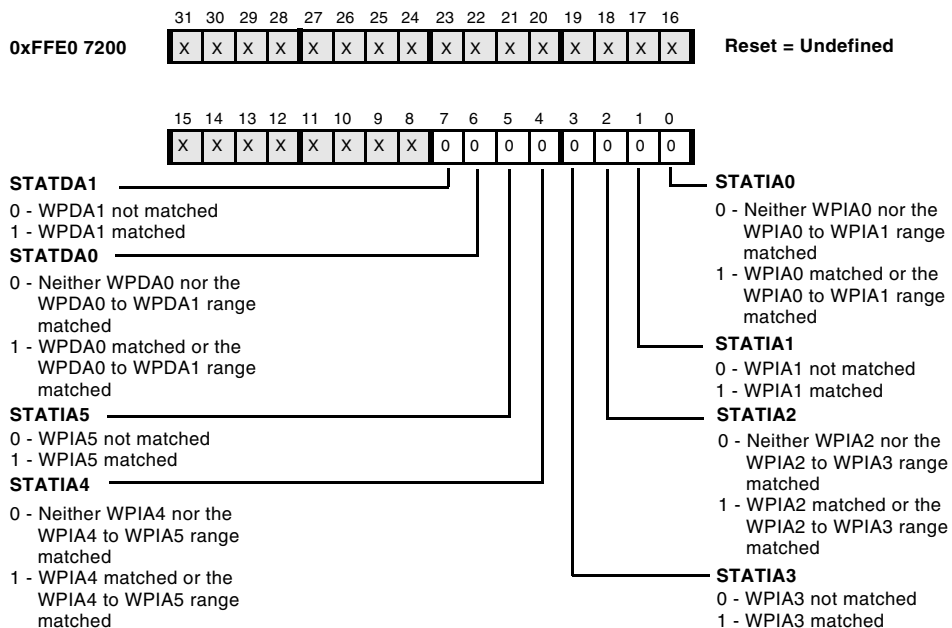 31 30 29 28 27 26 25 24 23 22 21 20 19 18 17 16
0xFFE0 7200 X X X X X X X X X X X X X X X X Reset = Undefined
15 14 13 12 11 10 9 8 7 6 5 4 3 2 1 0
X X X X X X X X 0 0 0 0 0 0 0 0
STATDA1
0 - WPDA1 not matched
1 - WPDA1 matched
STATDA0
0 - Neither WPDA0 nor the
WPDA0 to WPDA1 range
matched
1 - WPDA0 matched or the
WPDA0 to WPDA1 range
matched
STATIA5
0 - WPIA5 not matched
1 - WPIA5 matched
STATIA4
0 - Neither WPIA4 nor the
WPIA4 to WPIA5 range
matched
1 - WPIA4 matched or the
WPIA4 to WPIA5 range
matched
STATIA0
0 - Neither WPIA0 nor the
WPIA0 to WPIA1 range
matched
1 - WPIA0 matched or the
WPIA0 to WPIA1 range
matched
STATIA1
0 - WPIA1 not matched
1 - WPIA1 matched
STATIA2
0 - Neither WPIA2 nor the
WPIA2 to WPIA3 range
matched
1 - WPIA2 matched or the
WPIA2 to WPIA3 range
matched
STATIA3
0 - WPIA3 not matched
1 - WPIA3 matched